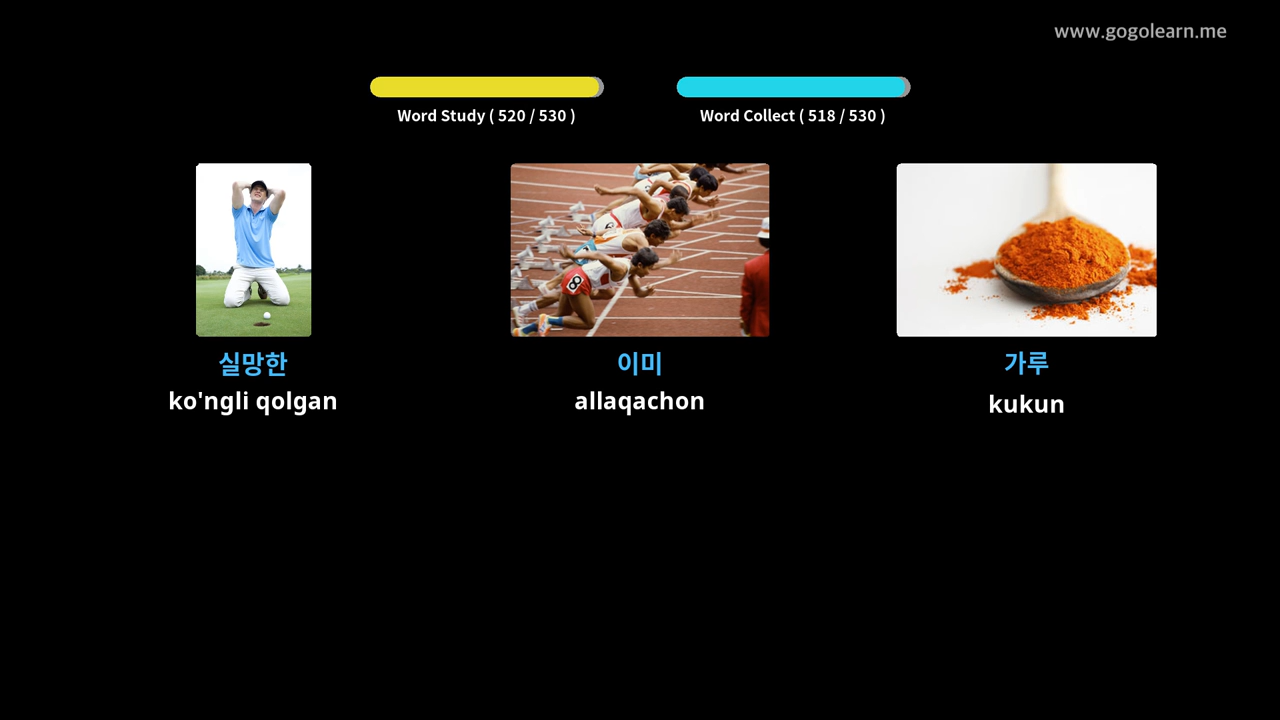 www.gogolearn.me
Word Study ( 520 / 530 )
Word Collect ( 518 / 530 )
8
실망한
이미
가루
ko'ngli qolgan
allaqachon
kukun